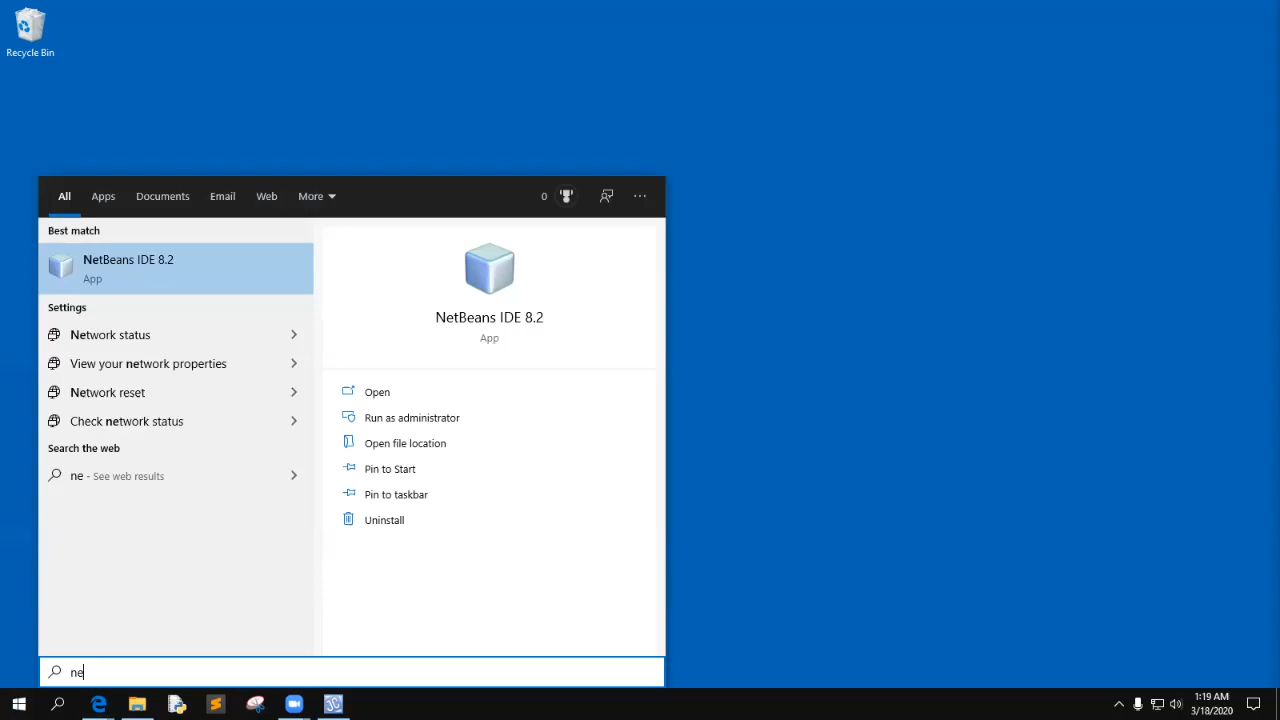 Recycle Bin
All Apps Documents Email Web More 0
Best match
NetBeans IDE 8.2
App
Settings
Network status
View your network properties
Network reset
Check network status
Search the web
ne - See web results
NetBeans IDE 8.2
App
Open
Run as administrator
Open file location
Pin to Start
Pin to taskbar
Uninstall
ne
JC
1:19 AM
3/18/2020